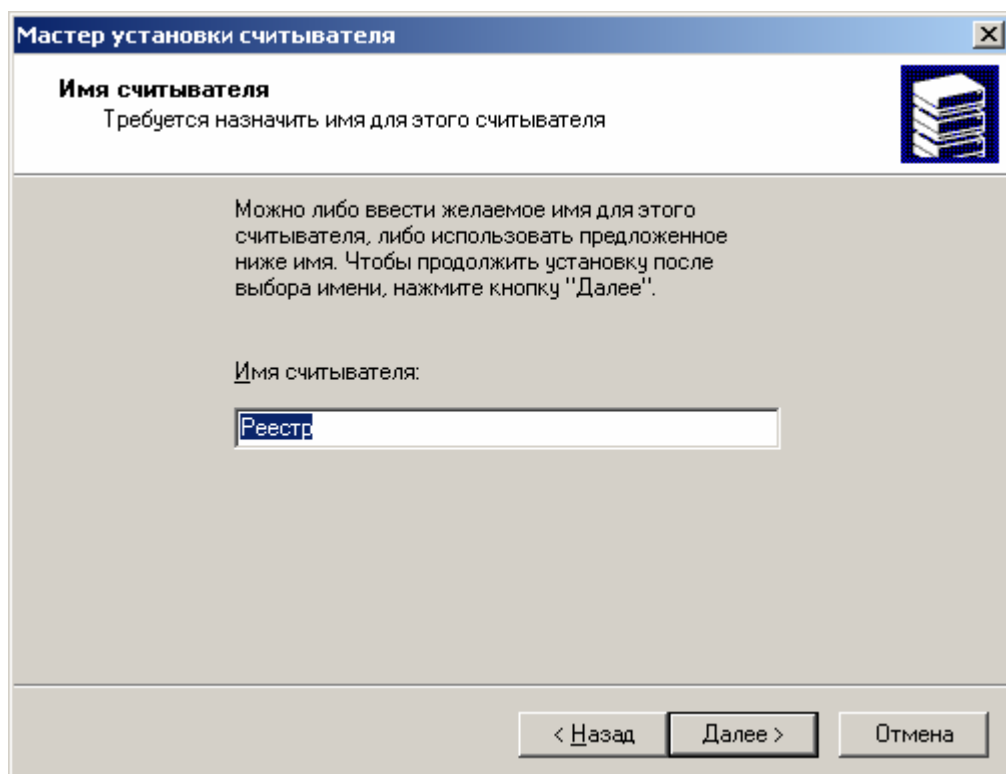 Мастер установки считывателя
Имя считывателя
Требуется назначить имя для этого считывателя
Можно либо ввести желаемое имя для этого
считывателя, либо использовать предложенное
ниже имя. Чтобы продолжить установку после
выбора имени, нажмите кнопку "Далее".
Имя считывателя:
Реестр
< Назад Далее > Отмена